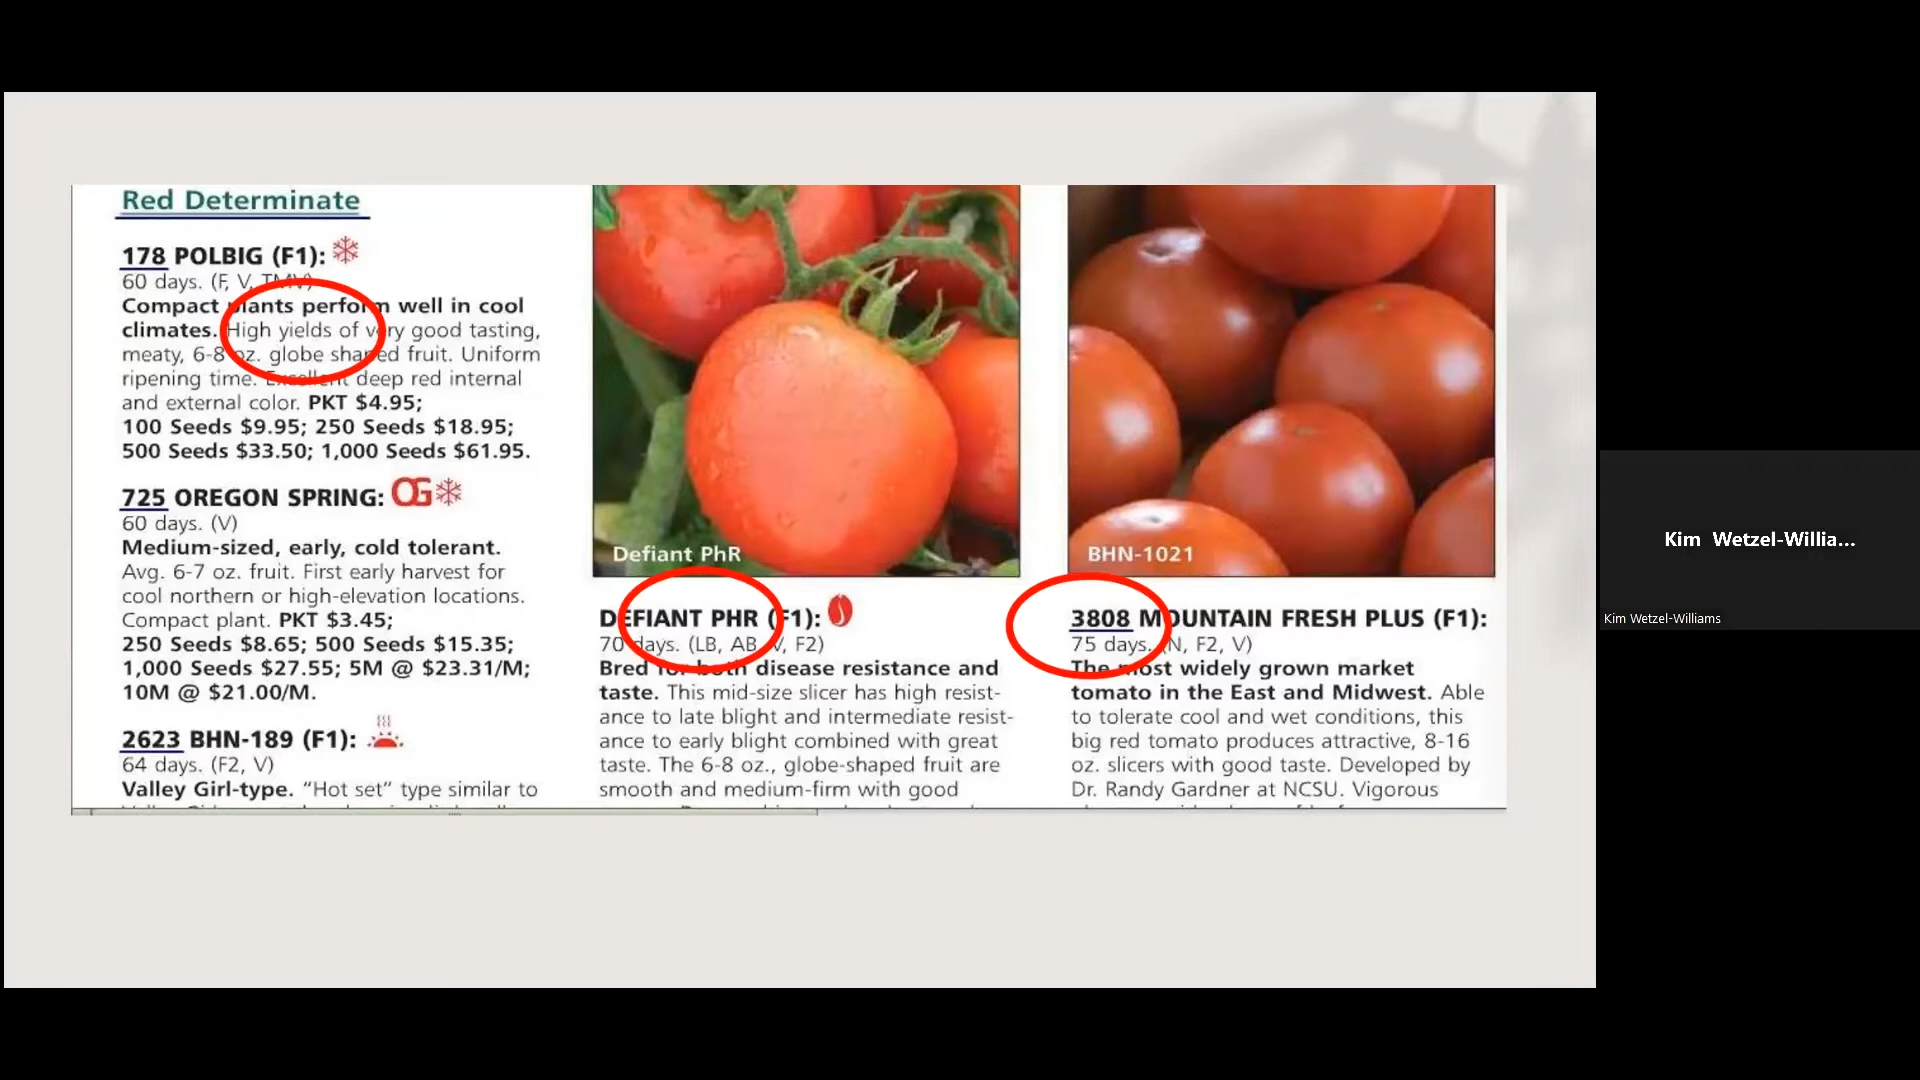 Red Determinate
178 POLBIG (F1):
60 days. (F, V, TMV)
Compact plants perform well in cool
climates. High yields of very good tasting,
meaty, 6-8 oz. globe shaped fruit. Uniform
ripening time. Excellent deep red internal
and external color. PKT $4.95;
100 Seeds $9.95; 250 Seeds $18.95;
500 Seeds $33.50; 1,000 Seeds $61.95.
725 OREGON SPRING: OG
60 days. (V)
Medium-sized, early, cold tolerant.
Avg. 6-7 oz. fruit. First early harvest for
cool northern or high-elevation locations.
Compact plant. PKT $3.45;
250 Seeds $8.65; 500 Seeds $15.35;
1,000 Seeds $27.55; 5M @ $23.31/M;
10M @ $21.00/M.
2623 BHN-189 (F1):
64 days. (F2, V)
Valley Girl-type. “Hot set” type similar to
Defiant PhR
DEFIANT PHR (F1):
70 days. (LB, AB, V, F2)
Bred for both disease resistance and
taste. This mid-size slicer has high resist-
ance to late blight and intermediate resist-
ance to early blight combined with great
taste. The 6-8 oz., globe-shaped fruit are
smooth and medium-firm with good
BHN-1021
3808 MOUNTAIN FRESH PLUS (F1):
75 days. (N, F2, V)
The most widely grown market
tomato in the East and Midwest. Able
to tolerate cool and wet conditions, this
big red tomato produces attractive, 8-16
oz. slicers with good taste. Developed by
Dr. Randy Gardner at NCSU. Vigorous
Kim Wetzel-Willia...
Kim Wetzel-Williams